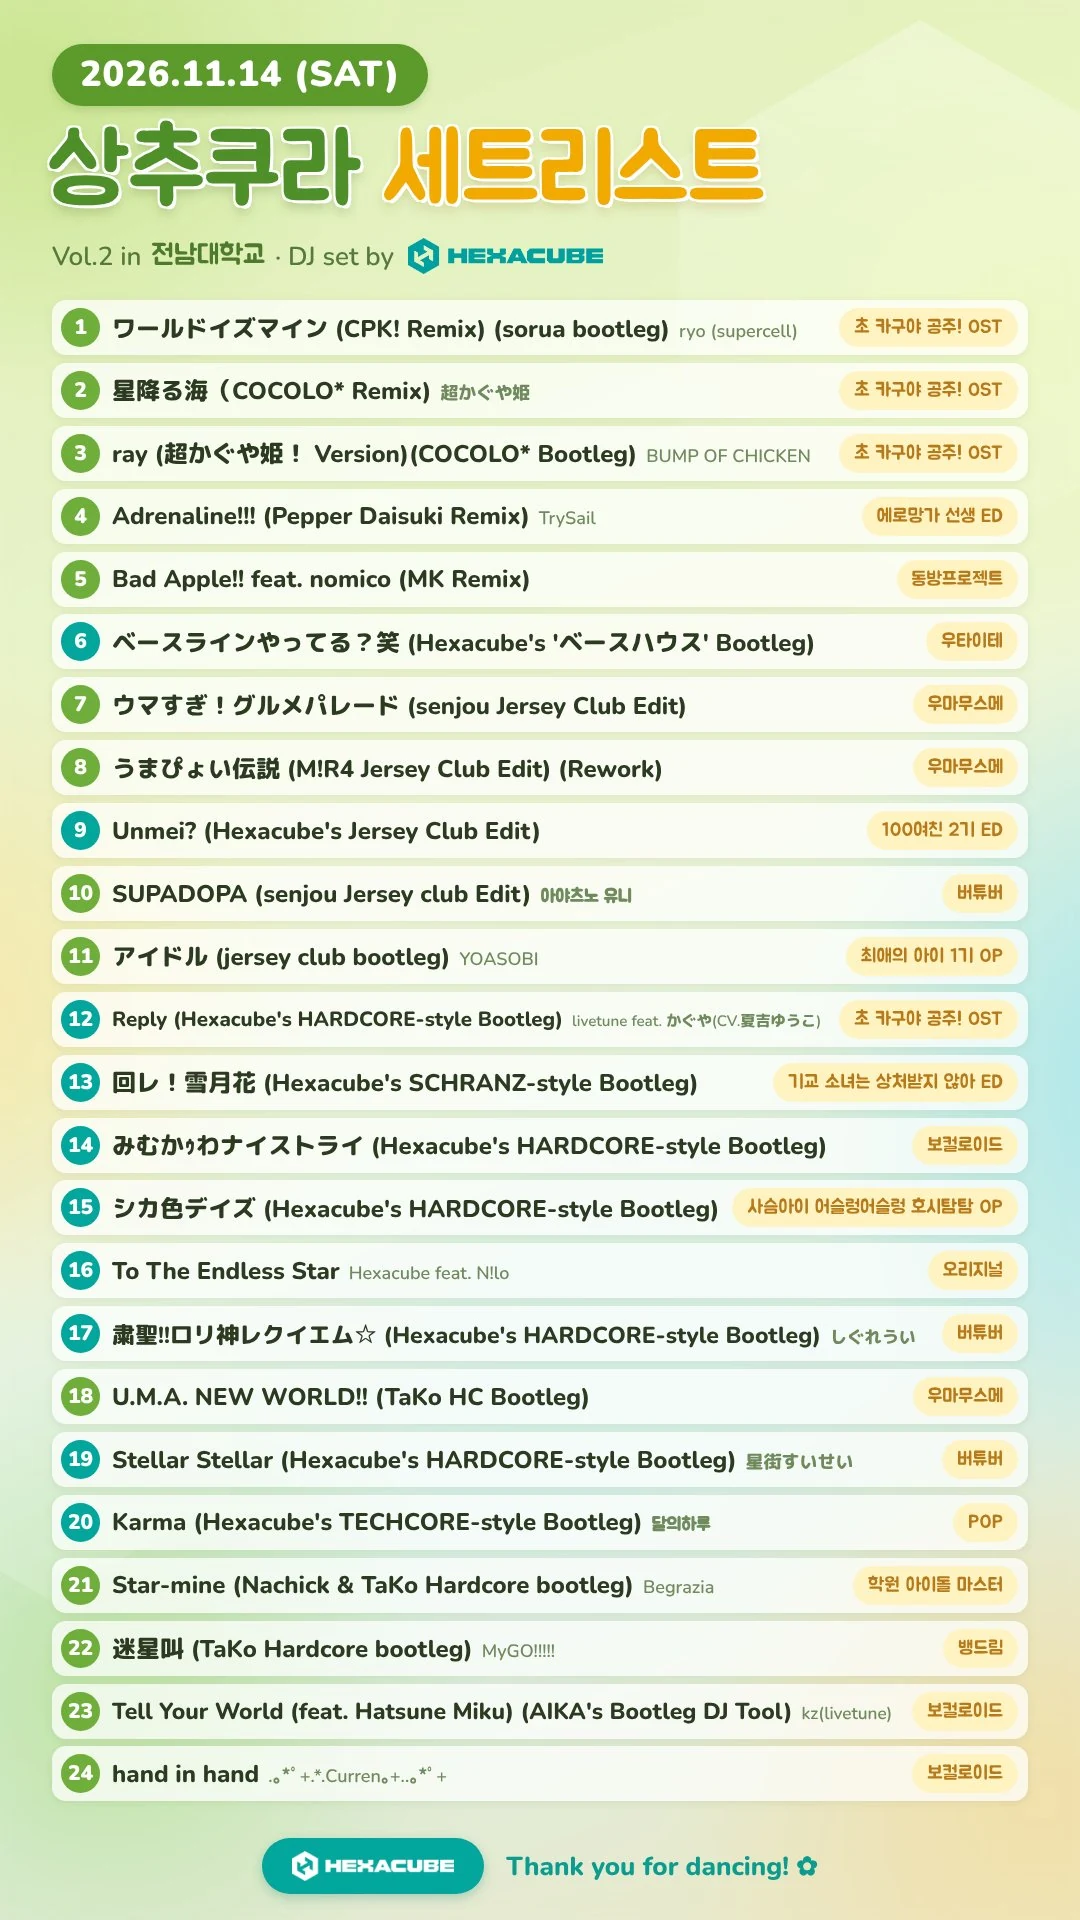 2026.11.14 (SAT)
상추쿠라 세트리스트
Vol.2 in 전남대학교 · DJ set by HEXACUBE
1 ワールドイズマイン (CPK! Remix) (sorua bootleg) ryo (supercell) 초 카구야 공주! OST
2 星降る海（COCOLO* Remix) 超かぐや姫 초 카구야 공주! OST
3 ray (超かぐや姫！ Version)(COCOLO* Bootleg) BUMP OF CHICKEN 초 카구야 공주! OST
4 Adrenaline!!! (Pepper Daisuki Remix) TrySail 에로망가 선생 ED
5 Bad Apple!! feat. nomico (MK Remix) 동방프로젝트
6 ベースラインやってる？笑 (Hexacube's 'ベースハウス' Bootleg) 우타이테
7 ウマすぎ！グルメパレード (senjou Jersey Club Edit) 우마무스메
8 うまぴょい伝説 (M!R4 Jersey Club Edit) (Rework) 우마무스메
9 Unmei? (Hexacube's Jersey Club Edit) 100여친 2기 ED
10 SUPADOPA (senjou Jersey club Edit) 아야츠노 유니 버튜버
11 アイドル (jersey club bootleg) YOASOBI 최애의 아이 1기 OP
12 Reply (Hexacube's HARDCORE-style Bootleg) livetune feat. かぐや(CV.夏吉ゆうこ) 초 카구야 공주! OST
13 回レ！雪月花 (Hexacube's SCHRANZ-style Bootleg) 기교 소녀는 상처받지 않아 ED
14 みむかｩわナイストライ (Hexacube's HARDCORE-style Bootleg) 보컬로이드
15 シカ色デイズ (Hexacube's HARDCORE-style Bootleg) 사슴아이 어슬렁어슬렁 호시탐탐 OP
16 To The Endless Star Hexacube feat. N!lo 오리지널
17 粛聖!!ロリ神レクイエム☆ (Hexacube's HARDCORE-style Bootleg) しぐれうい 버튜버
18 U.M.A. NEW WORLD!! (TaKo HC Bootleg) 우마무스메
19 Stellar Stellar (Hexacube's HARDCORE-style Bootleg) 星街すいせい 버튜버
20 Karma (Hexacube's TECHCORE-style Bootleg) 달의하루 POP
21 Star-mine (Nachick & TaKo Hardcore bootleg) Begrazia 학원 아이돌 마스터
22 迷星叫 (TaKo Hardcore bootleg) MyGO!!!!! 뱅드림
23 Tell Your World (feat. Hatsune Miku) (AIKA's Bootleg DJ Tool) kz(livetune) 보컬로이드
24 hand in hand .｡*ﾟ+.*.Curren｡+..｡*ﾟ+ 보컬로이드
HEXACUBE Thank you for dancing! ✿